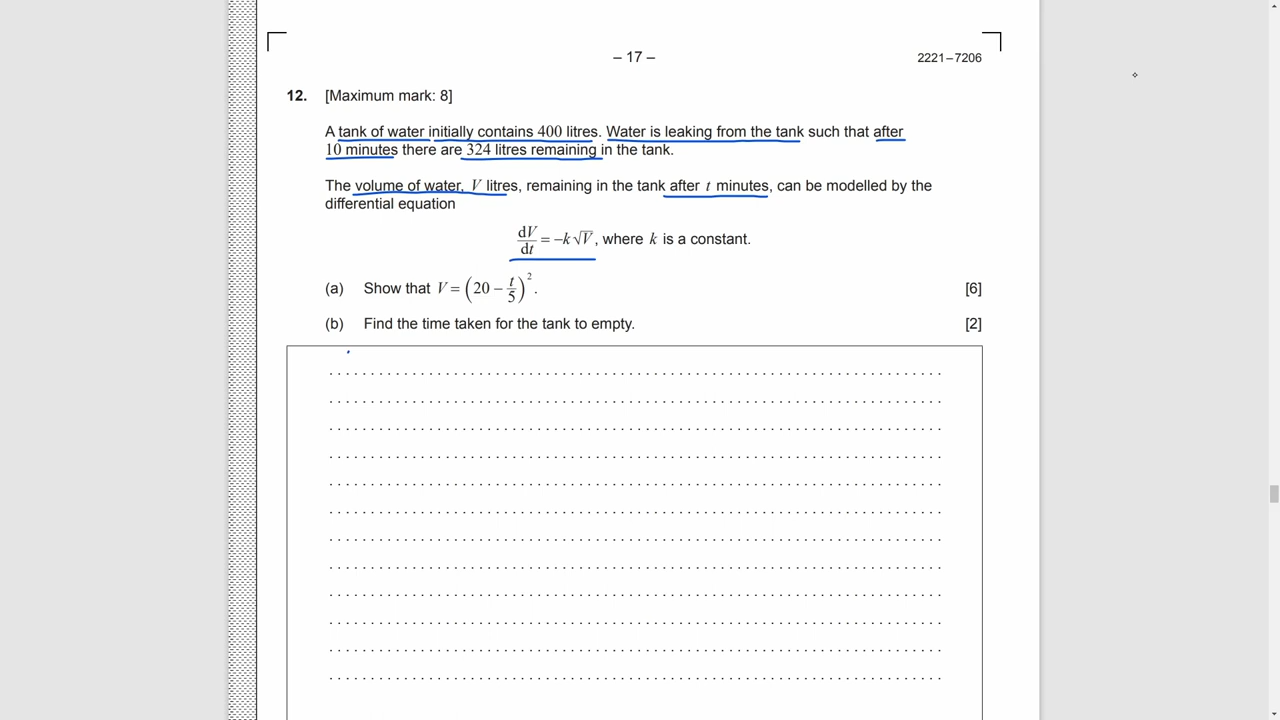 – 17 –
2221–7206
12. [Maximum mark: 8]
A tank of water initially contains 400 litres. Water is leaking from the tank such that after
10 minutes there are 324 litres remaining in the tank.
The volume of water, V litres, remaining in the tank after t minutes, can be modelled by the
differential equation
dV/dt = −k√V, where k is a constant.
(a) Show that V = (20 − t/5)².
[6]
(b) Find the time taken for the tank to empty.
[2]